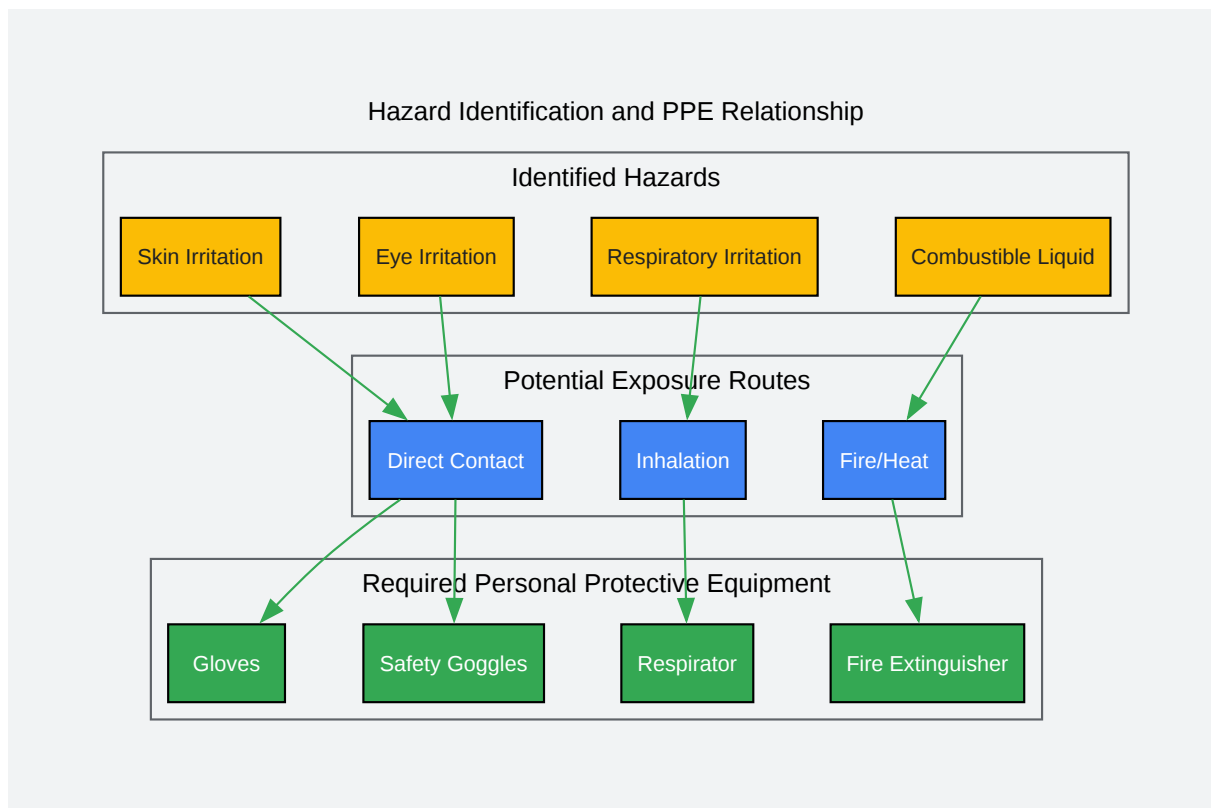 Hazard Identification and PPE Relationship
Identified Hazards
Skin Irritation
Eye Irritation
Respiratory Irritation
Combustible Liquid
Potential Exposure Routes
Direct Contact
Inhalation
Fire/Heat
Required Personal Protective Equipment
Gloves
Safety Goggles
Respirator
Fire Extinguisher